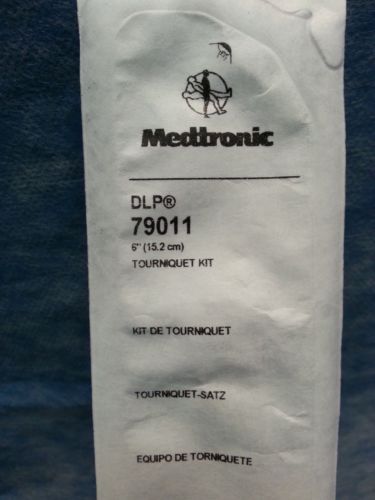 Medtronic
DLP®
79011
6" (15.2 cm)
TOURNIQUET KIT
KIT DE TOURNIQUET
TOURNIQUET-SATZ
EQUIPO DE TORNIQUETE